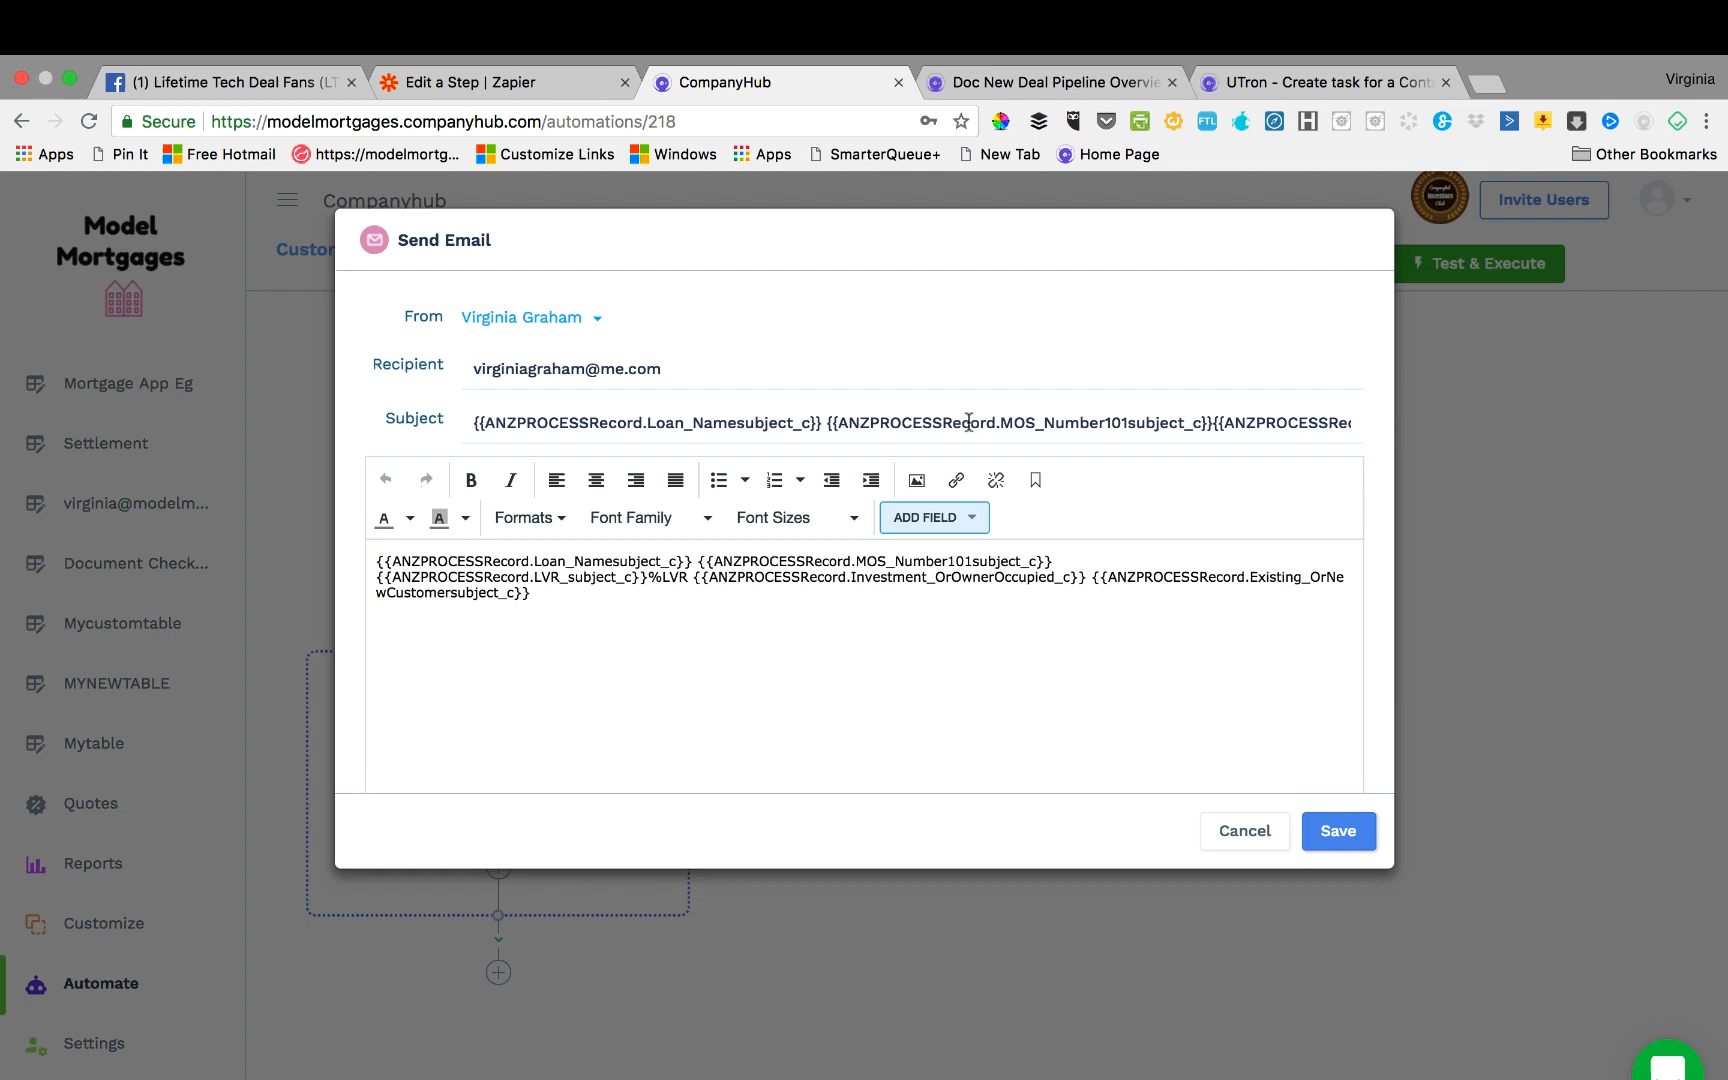 (1) Lifetime Tech Deal Fans (LT
Edit a Step | Zapier
CompanyHub
Doc New Deal Pipeline Overvie
UTron - Create task for a Cont
Virginia
Secure | https://modelmortgages.companyhub.com/automations/218
FTL
H
Apps
Pin It
Free Hotmail
https://modelmortg...
Customize Links
Windows
Apps
SmarterQueue+
New Tab
Home Page
Other Bookmarks
Model
Mortgages
Companyhub
Invite Users
Custor
Test & Execute
Mortgage App Eg
Settlement
virginia@modelm...
Document Check...
Mycustomtable
MYNEWTABLE
Mytable
Quotes
Reports
Customize
Automate
Settings
Send Email
From
Virginia Graham
Recipient
virginiagraham@me.com
Subject
{{ANZPROCESSRecord.Loan_Namesubject_c}} {{ANZPROCESSRecord.MOS_Number101subject_c}}{{ANZPROCESSRec
B
I
A
A
Formats
Font Family
Font Sizes
ADD FIELD
{{ANZPROCESSRecord.Loan_Namesubject_c}} {{ANZPROCESSRecord.MOS_Number101subject_c}}
{{ANZPROCESSRecord.LVR_subject_c}}%LVR {{ANZPROCESSRecord.Investment_OrOwnerOccupied_c}} {{ANZPROCESSRecord.Existing_OrNe
wCustomersubject_c}}
Cancel
Save